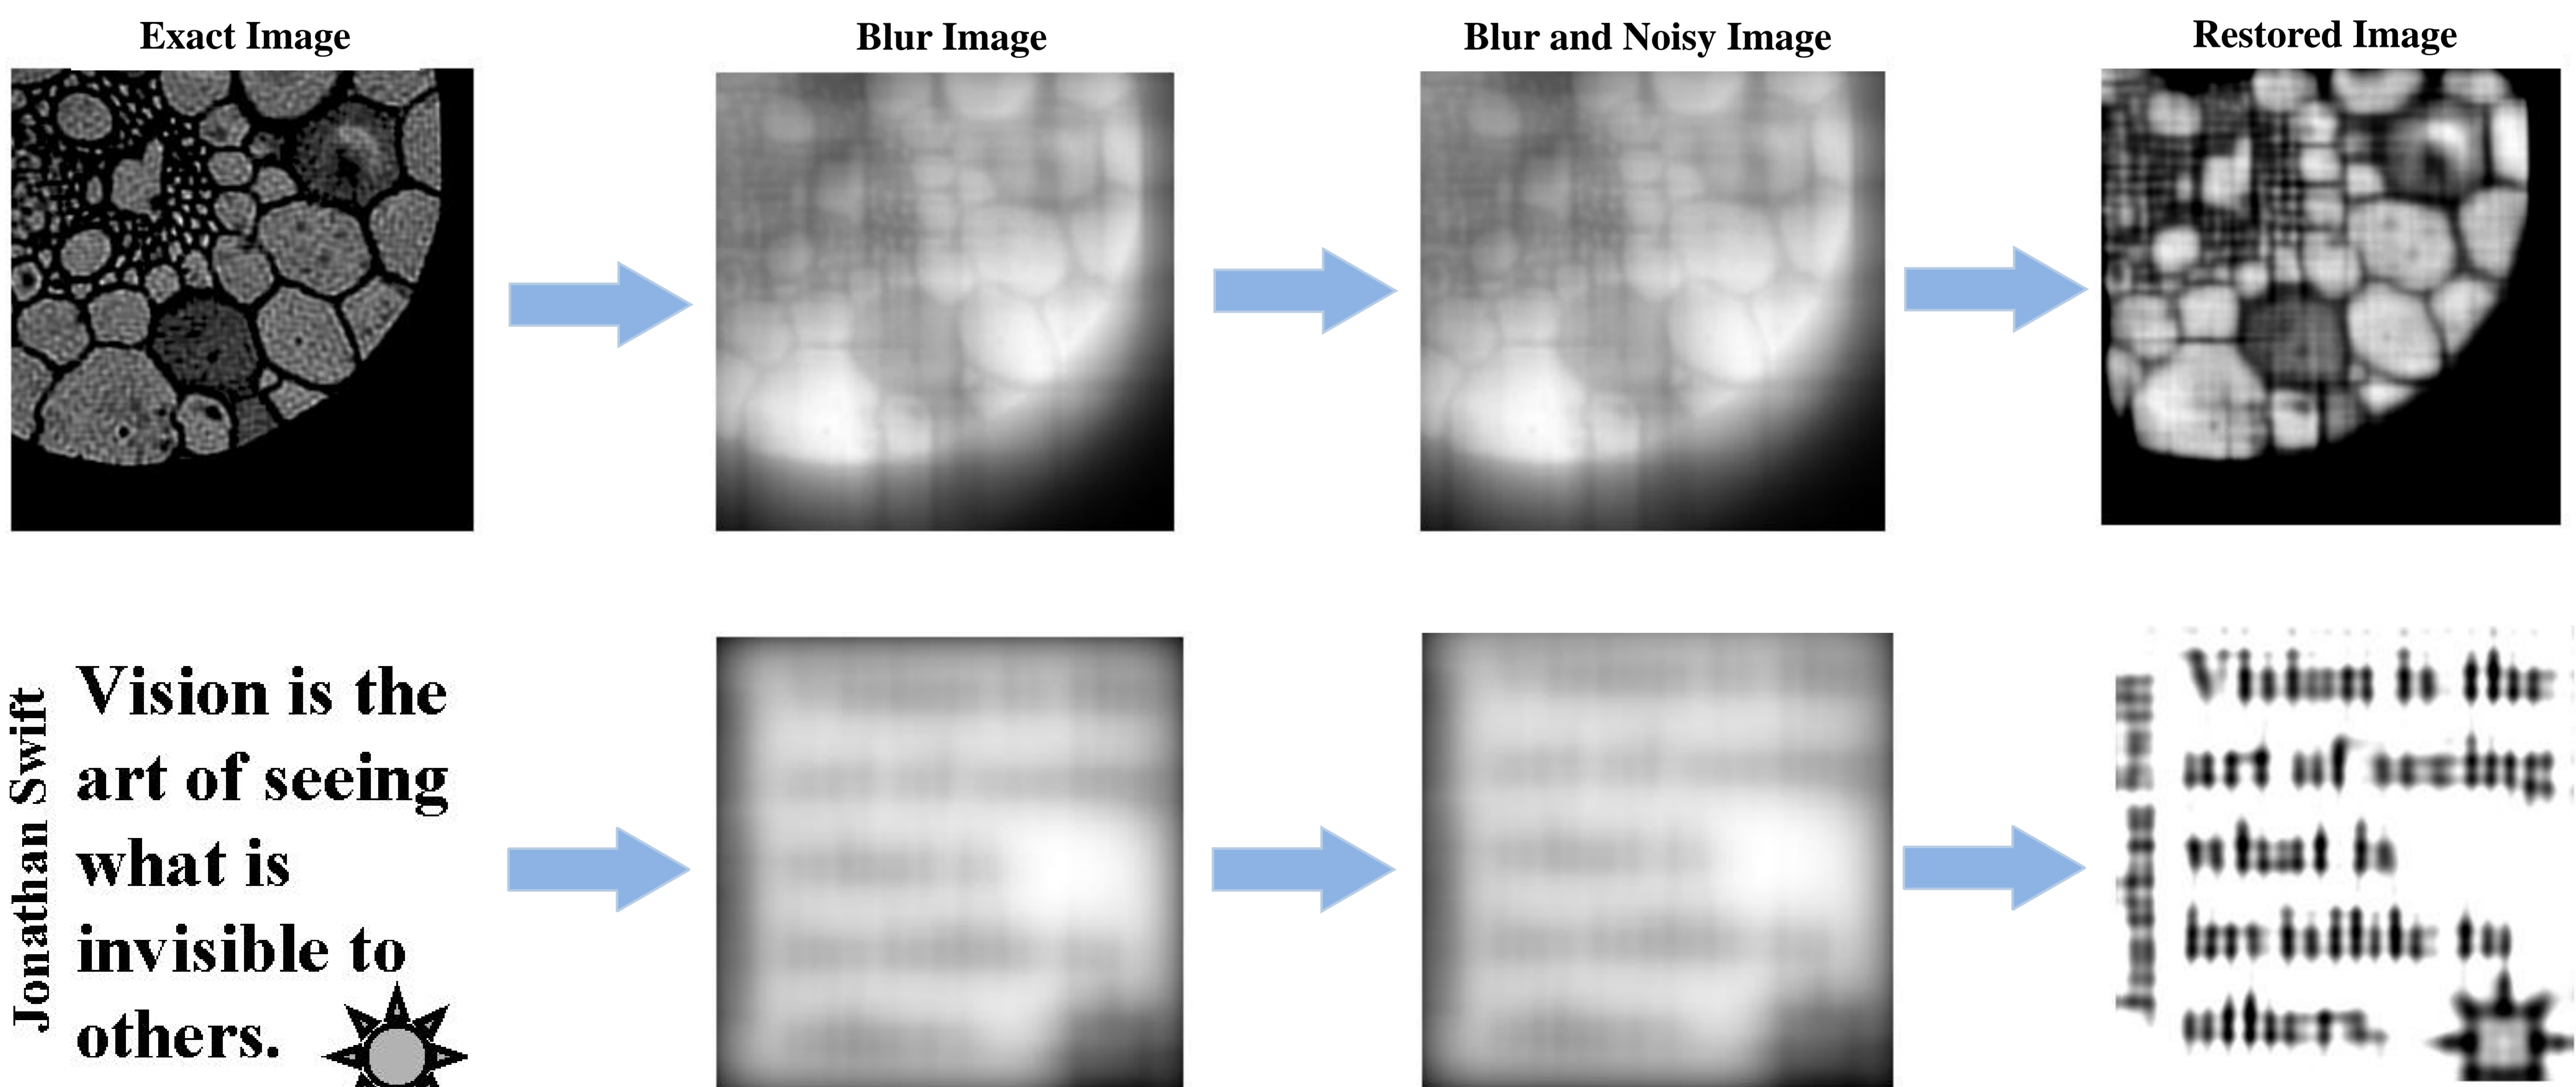 Exact Image
Blur Image
Blur and Noisy Image
Restored Image
Jonathan Swift
Vision is the
art of seeing
what is
invisible to
others.